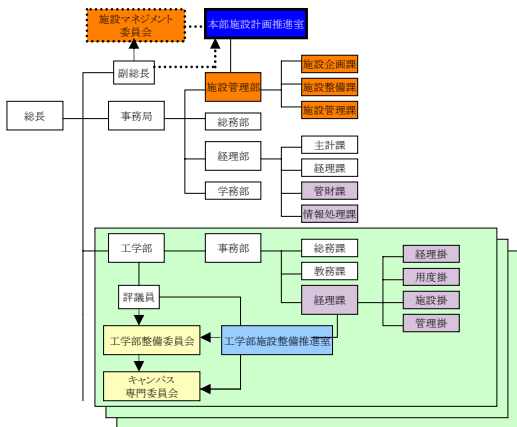 施設マネジメント
委員会
本部施設計画推進室
副総長
施設企画課
施設管理部
施設整備課
施設管理課
総長
事務局
総務部
経理部
主計課
経理課
学務部
管財課
情報処理課
工学部
事務部
総務課
経理掛
教務課
用度掛
評議員
経理課
施設掛
管理掛
工学部整備委員会
工学部施設整備推進室
キャンパス
専門委員会